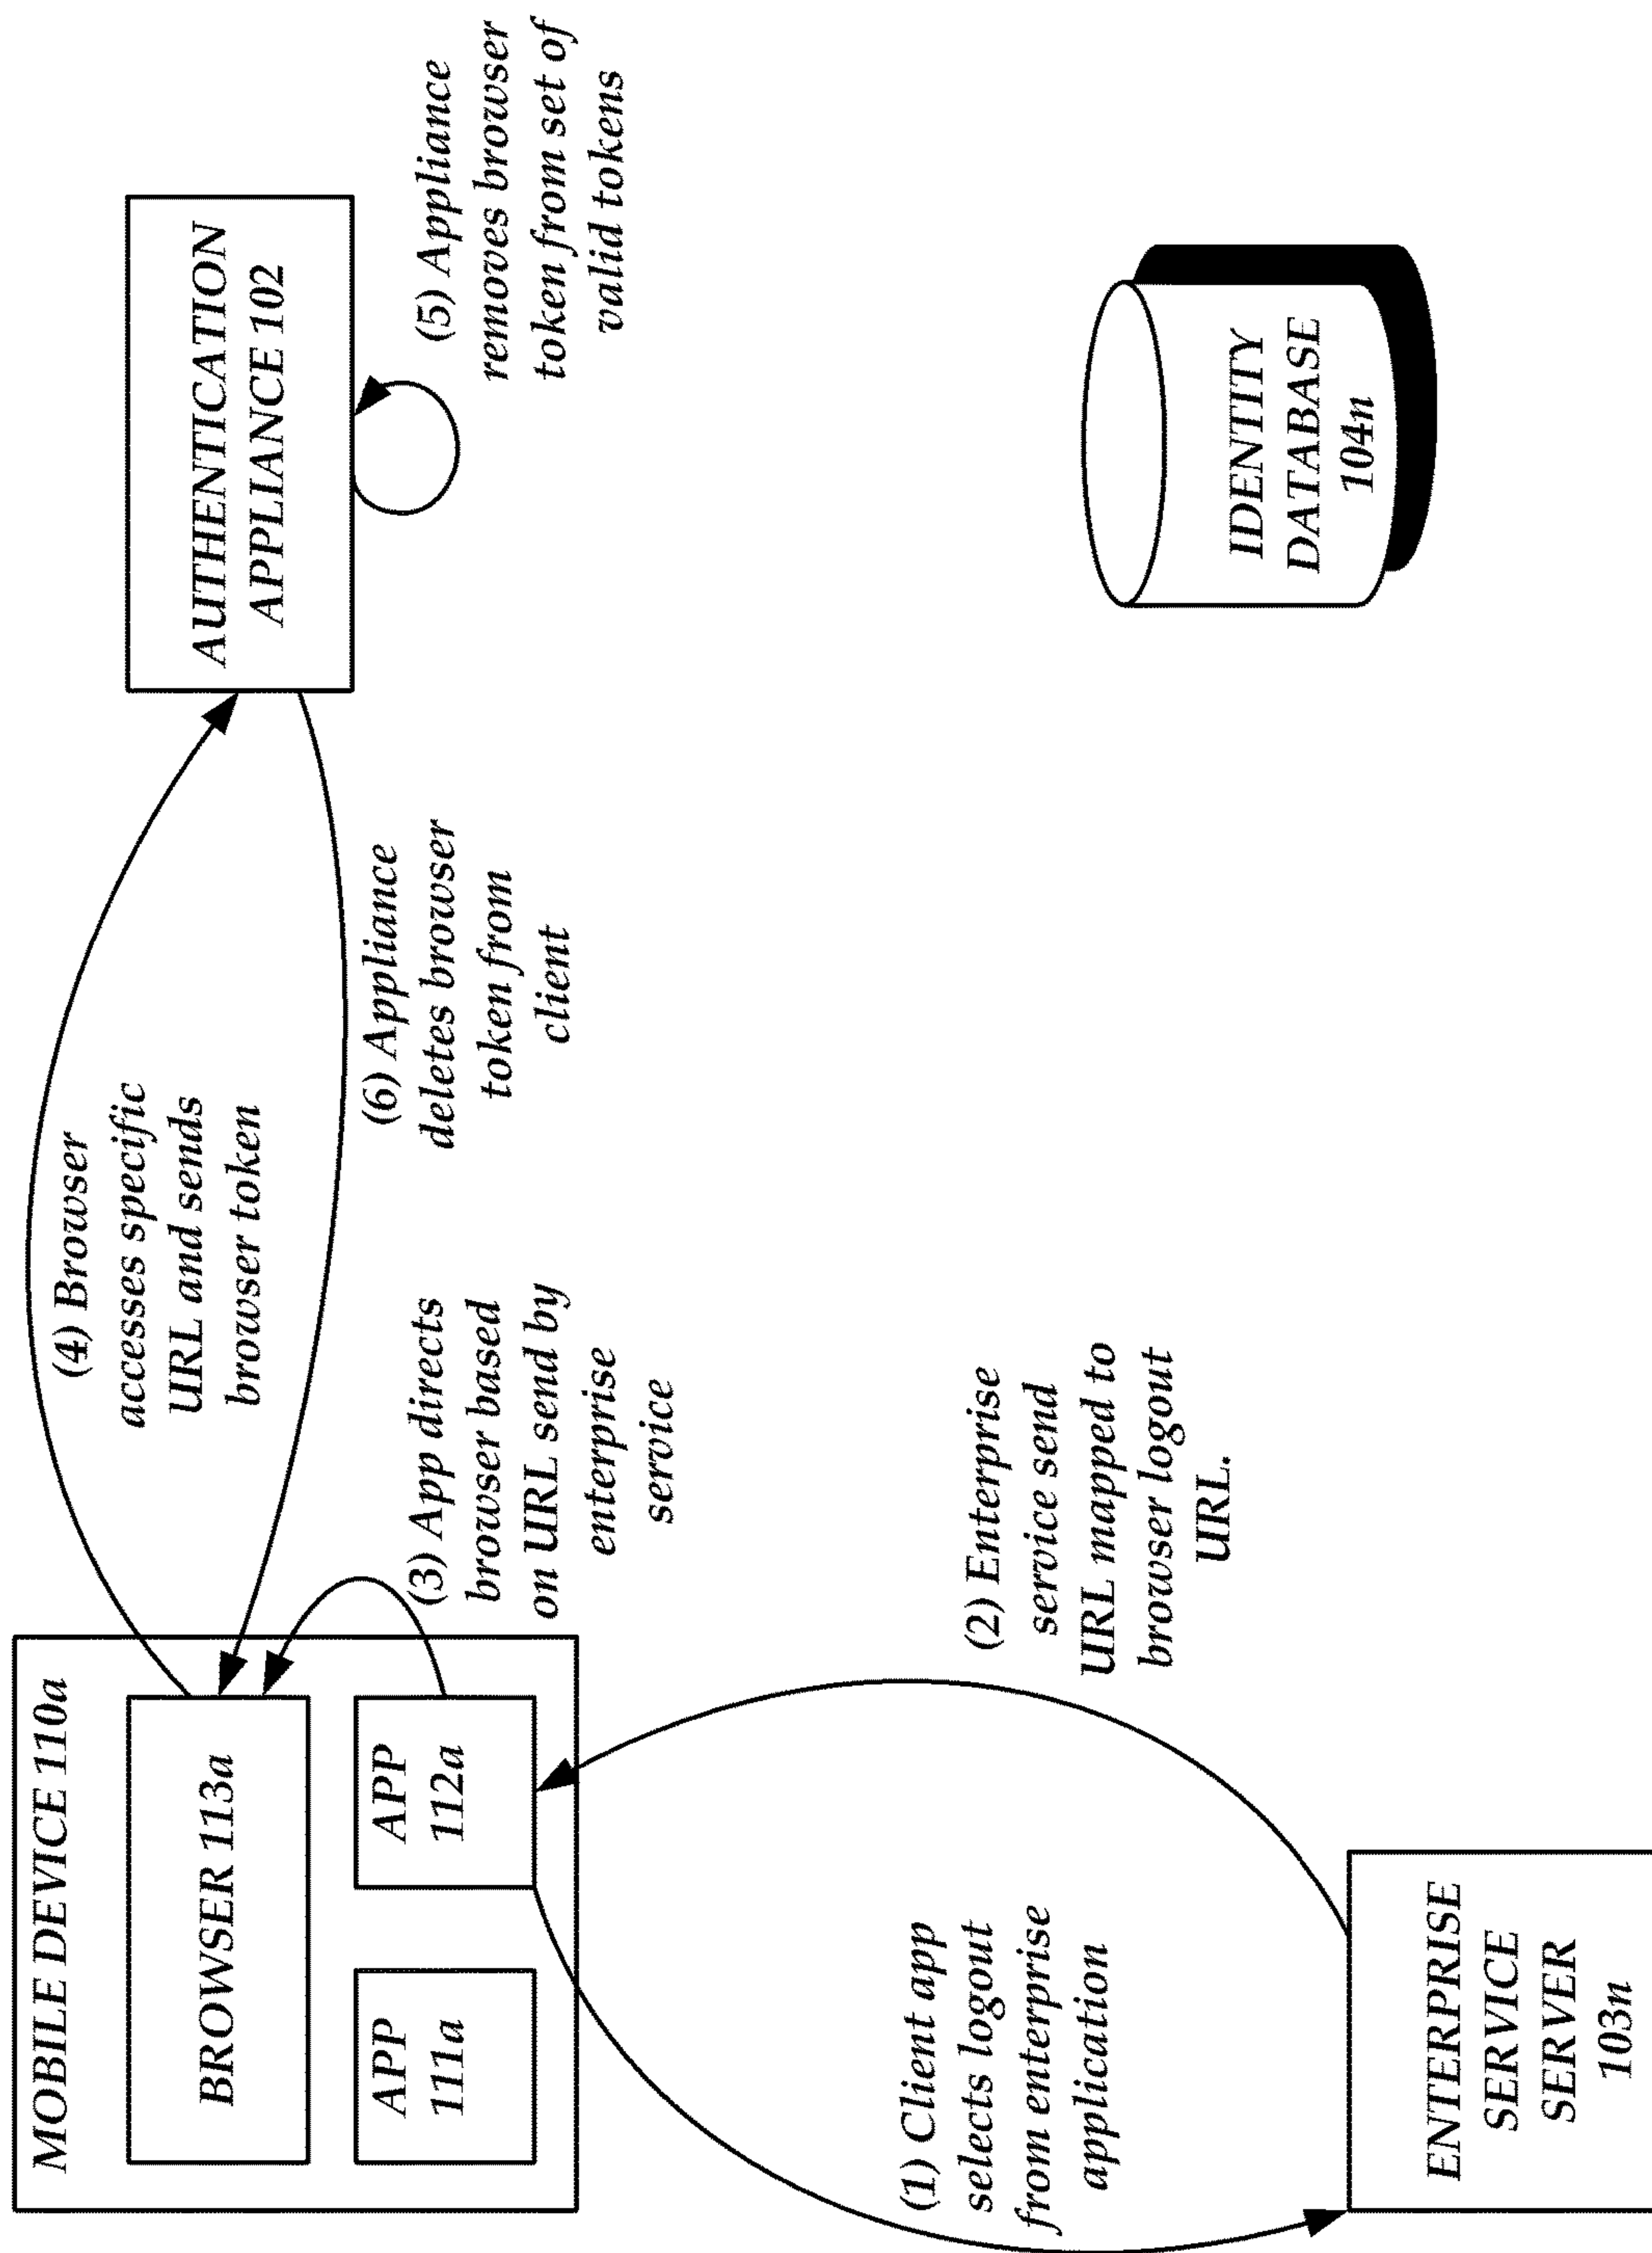 MOBILE DEVICE 110a
BROWSER 113a
APP
111a
APP
112a
(4) Browser
accesses specific
URL and sends
browser token
AUTHENTICATION
APPLIANCE 102
(5) Appliance
removes browser
token from set of
valid tokens
(6) Appliance
deletes browser
token from
client
(3) App directs
browser based
on URL send by
enterprise
service
(1) Client app
selects logout
from enterprise
application
(2) Enterprise
service send
URL mapped to
browser logout
URL.
ENTERPRISE
SERVICE
SERVER
103n
IDENTITY
DATABASE
104n